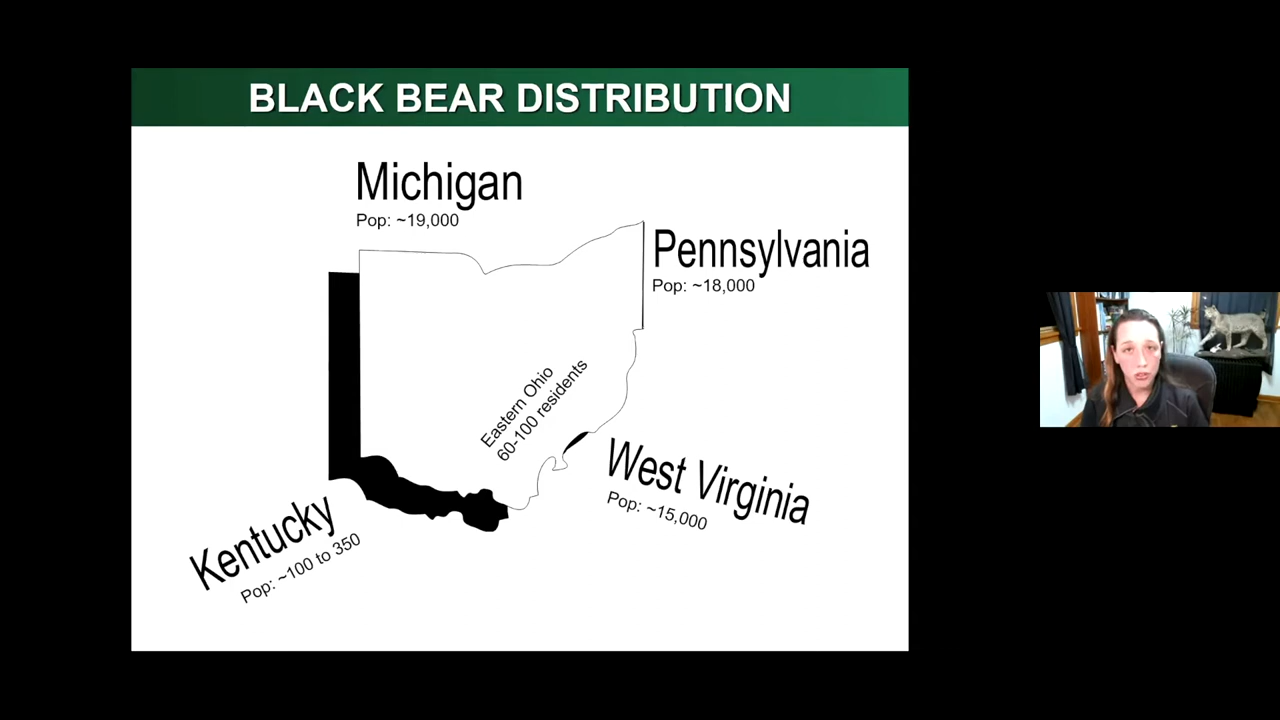 BLACK BEAR DISTRIBUTION
Michigan
Pop: ~19,000
Pennsylvania
Pop: ~18,000
Eastern Ohio
60-100 residents
West Virginia
Pop: ~15,000
Kentucky
Pop: ~100 to 350